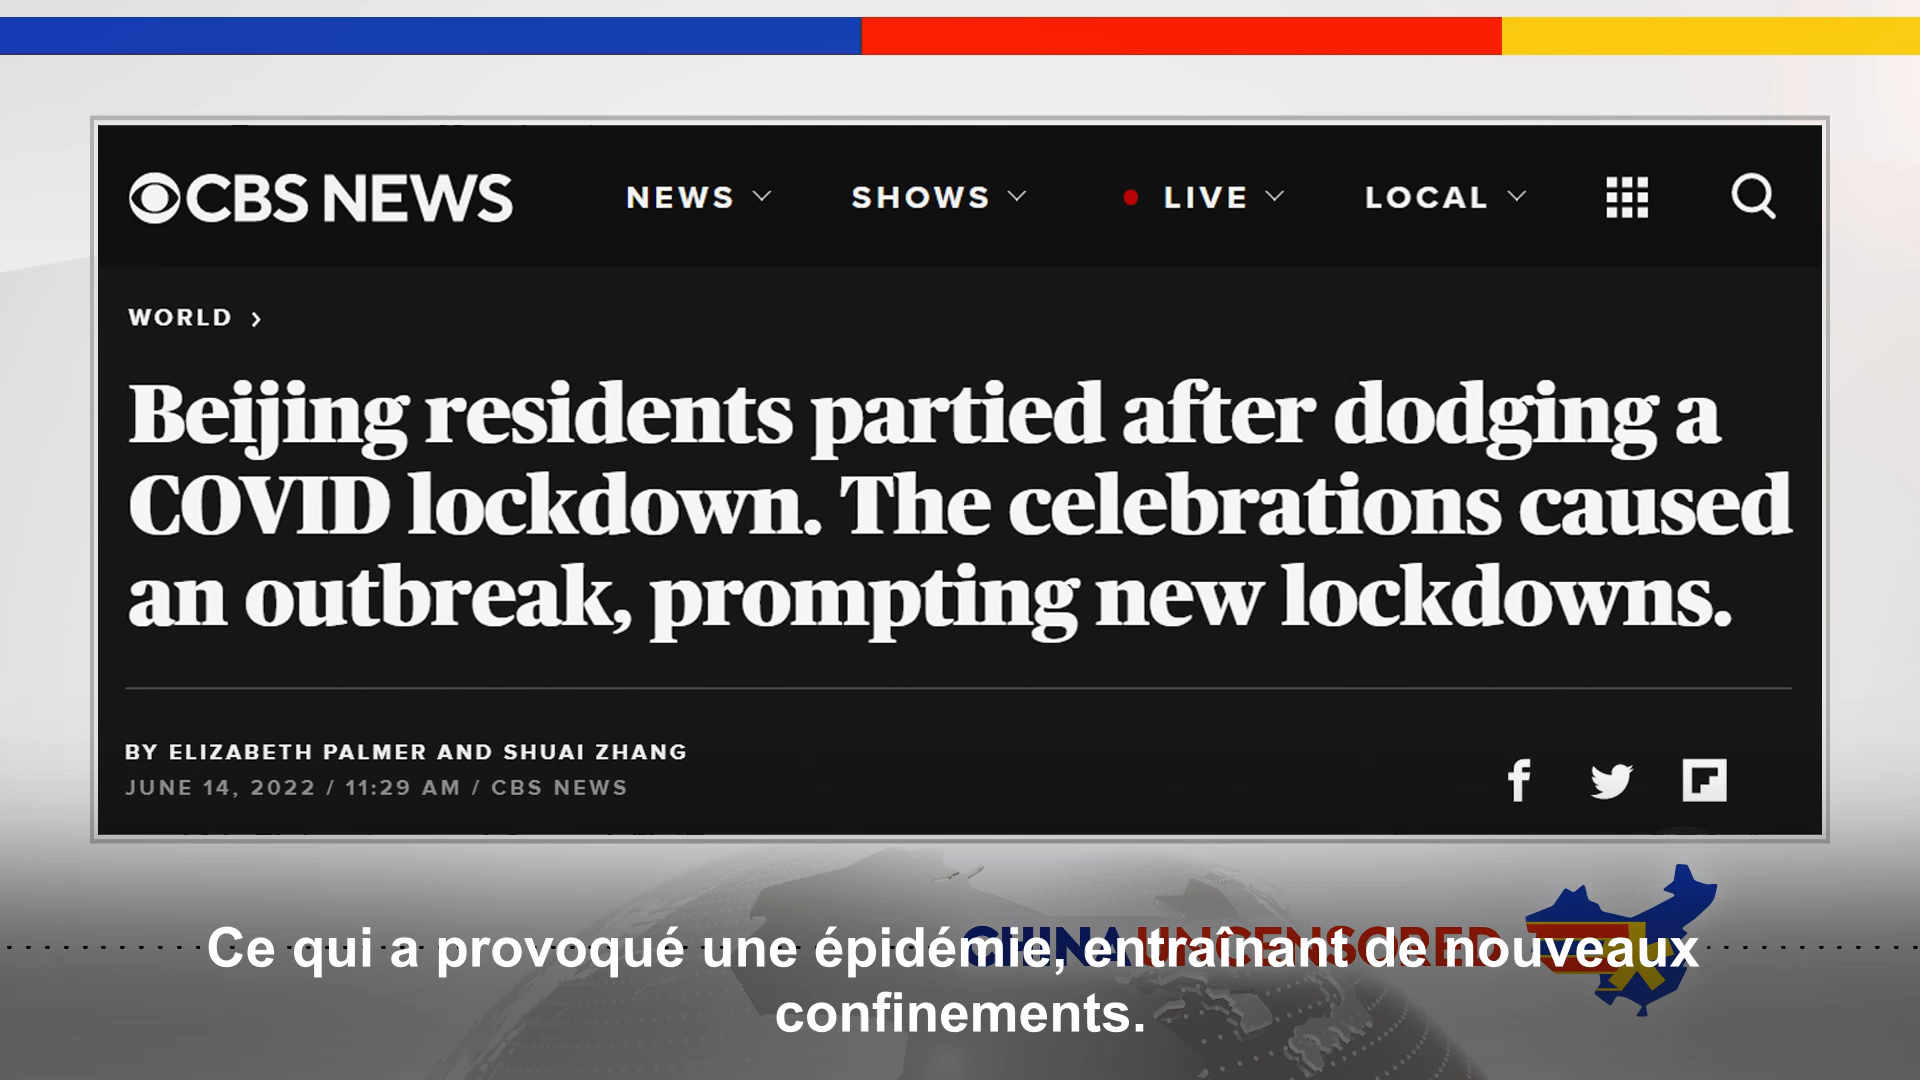 CBS NEWS NEWS SHOWS LIVE LOCAL
WORLD >
Beijing residents partied after dodging a
COVID lockdown. The celebrations caused
an outbreak, prompting new lockdowns.
BY ELIZABETH PALMER AND SHUAI ZHANG
JUNE 14, 2022 / 11:29 AM / CBS NEWS
CHINA UNCENSORED
Ce qui a provoqué une épidémie, entraînant de nouveaux
confinements.